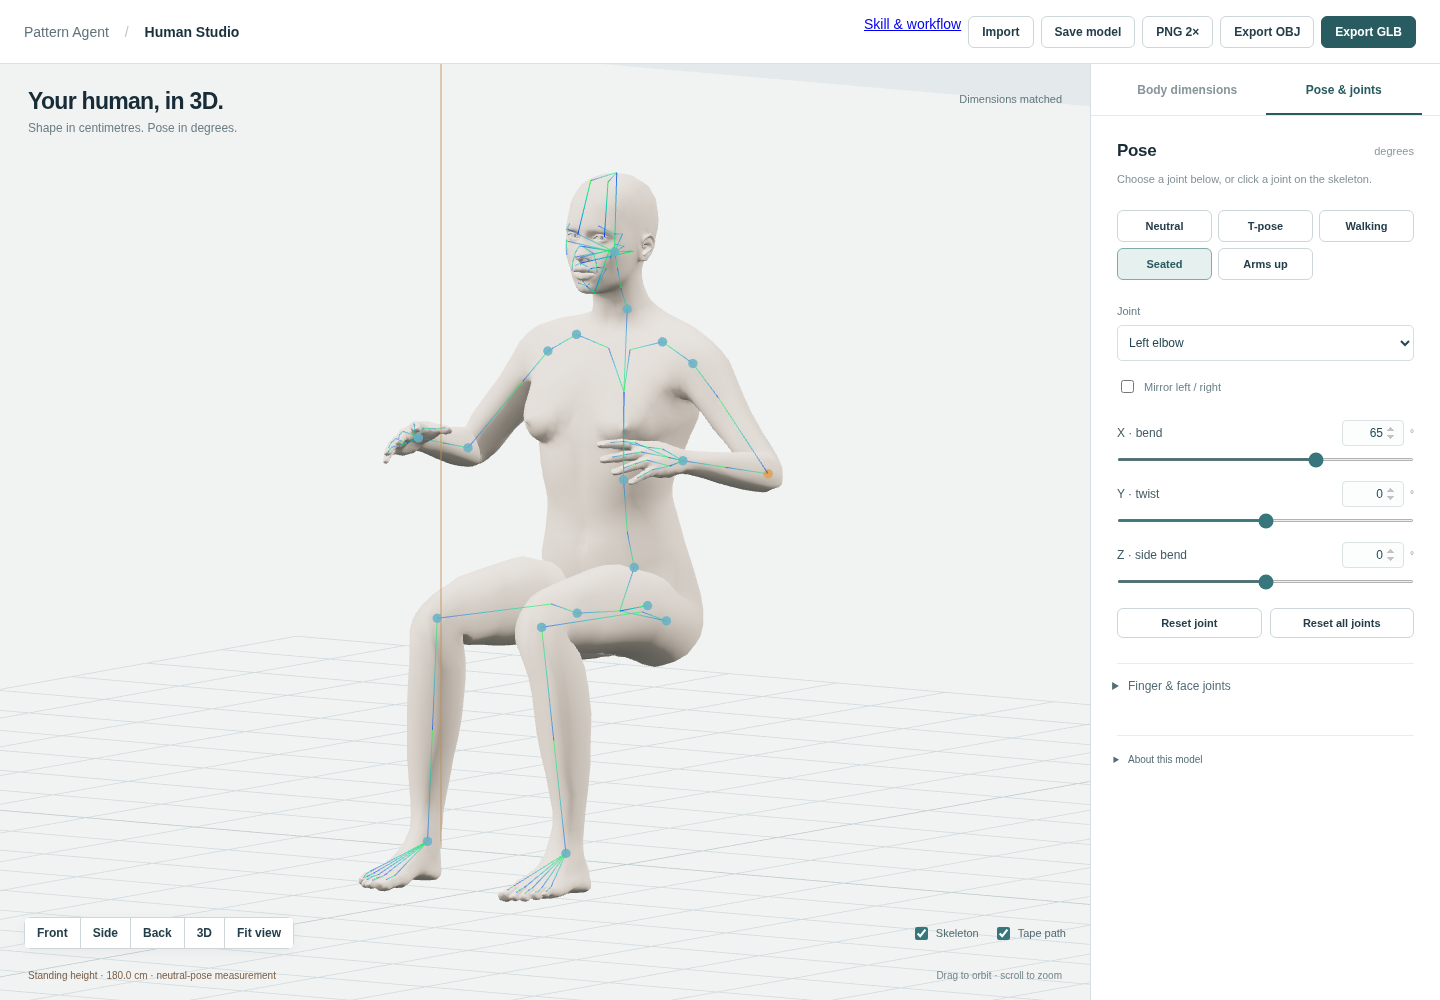 Pattern Agent / Human Studio
Skill & workflow
Import
Save model
PNG 2×
Export OBJ
Export GLB
Your human, in 3D.
Shape in centimetres. Pose in degrees.
Dimensions matched
Body dimensions
Pose & joints
Pose
degrees
Choose a joint below, or click a joint on the skeleton.
Neutral
T-pose
Walking
Seated
Arms up
Joint
Left elbow
Mirror left / right
X · bend
65 °
Y · twist
0 °
Z · side bend
0 °
Reset joint
Reset all joints
Finger & face joints
About this model
Front
Side
Back
3D
Fit view
Skeleton
Tape path
Standing height · 180.0 cm · neutral-pose measurement
Drag to orbit · scroll to zoom